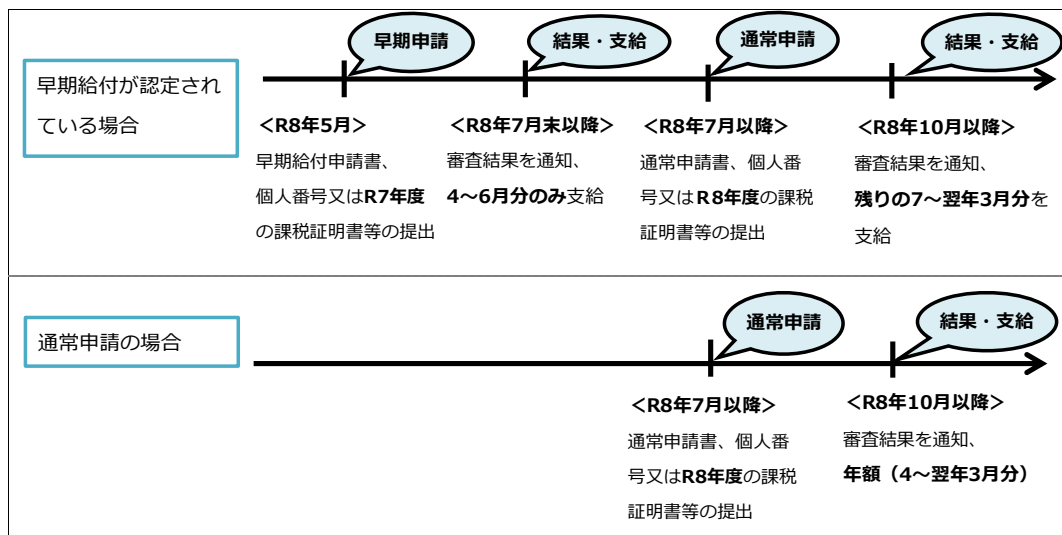 早期給付が認定され
ている場合
早期申請
結果・支給
通常申請
結果・支給
<R8年5月>
早期給付申請書、
個人番号又はR7年度
の課税証明書等の提出
<R8年7月末以降>
審査結果を通知、
4～6月分のみ支給
<R8年7月以降>
通常申請書、個人番
号又はR8年度の課税
証明書等の提出
<R8年10月以降>
審査結果を通知、
残りの7～翌年3月分を
支給
通常申請の場合
通常申請
結果・支給
<R8年7月以降>
通常申請書、個人番
号又はR8年度の課税
証明書等の提出
<R8年10月以降>
審査結果を通知、
年額（4～翌年3月分）